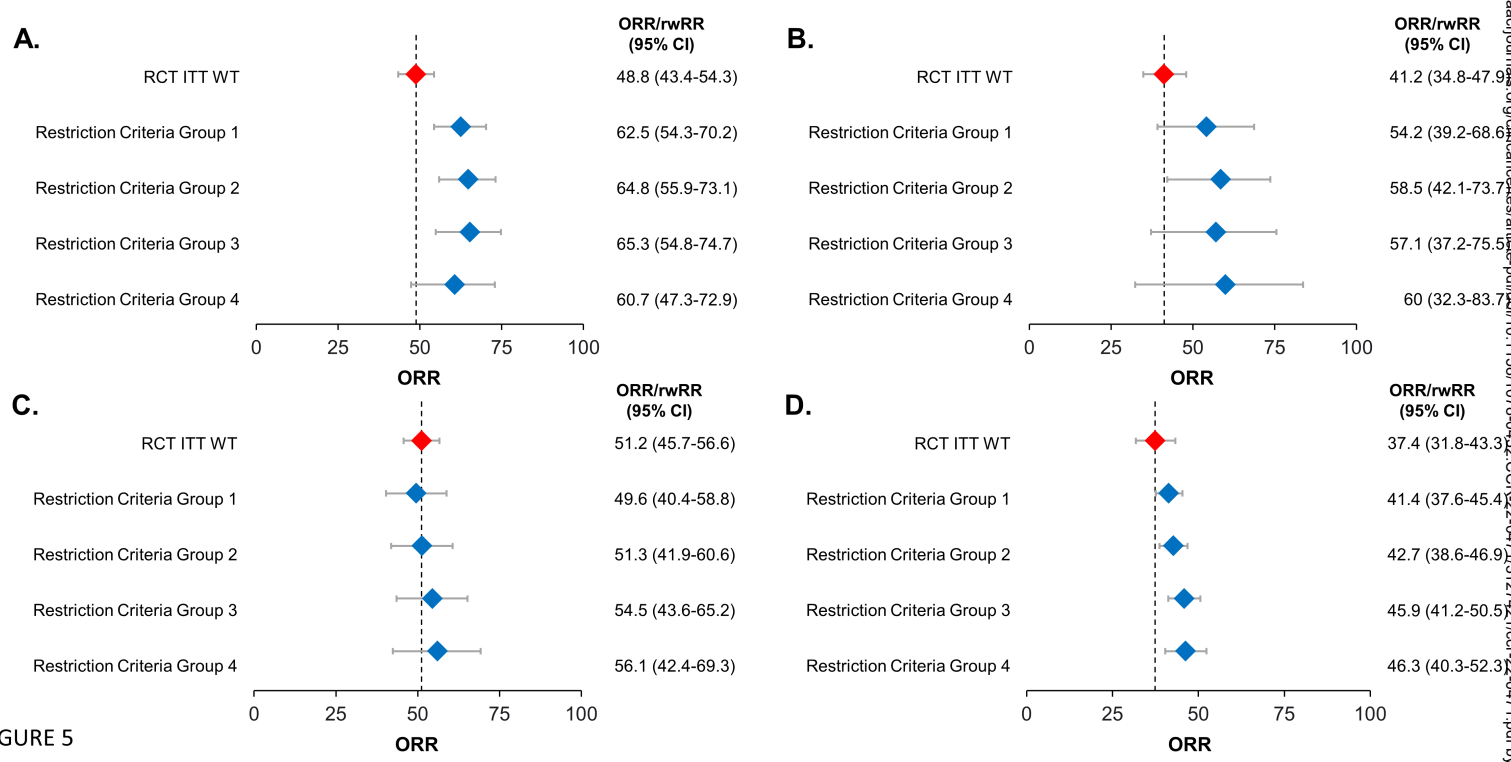 A.
ORR/rwRR
(95% CI)
RCT ITT WT 48.8 (43.4-54.3)
Restriction Criteria Group 1 62.5 (54.3-70.2)
Restriction Criteria Group 2 64.8 (55.9-73.1)
Restriction Criteria Group 3 65.3 (54.8-74.7)
Restriction Criteria Group 4 60.7 (47.3-72.9)
0 25 50 75 100
ORR
B.
ORR/rwRR
(95% CI)
RCT ITT WT 41.2 (34.8-47.9
Restriction Criteria Group 1 54.2 (39.2-68.6
Restriction Criteria Group 2 58.5 (42.1-73.7
Restriction Criteria Group 3 57.1 (37.2-75.5
Restriction Criteria Group 4 60 (32.3-83.7
0 25 50 75 100
ORR
C.
ORR/rwRR
(95% CI)
RCT ITT WT 51.2 (45.7-56.6)
Restriction Criteria Group 1 49.6 (40.4-58.8)
Restriction Criteria Group 2 51.3 (41.9-60.6)
Restriction Criteria Group 3 54.5 (43.6-65.2)
Restriction Criteria Group 4 56.1 (42.4-69.3)
0 25 50 75 100
ORR
D.
ORR/rwRR
(95% CI)
RCT ITT WT 37.4 (31.8-43.3)
Restriction Criteria Group 1 41.4 (37.6-45.4)
Restriction Criteria Group 2 42.7 (38.6-46.9)
Restriction Criteria Group 3 45.9 (41.2-50.5)
Restriction Criteria Group 4 46.3 (40.3-52.3)
0 25 50 75 100
ORR
GURE 5